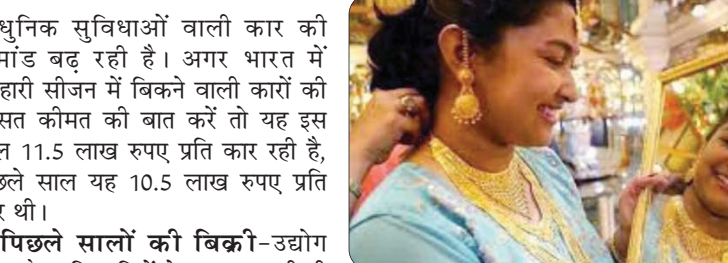 धुनिक सुविधाओं वाली कार की
मांड बढ़ रही है। अगर भारत में
हारी सीजन में बिकने वाली कारों की
सत कीमत की बात करें तो यह इस
ल 11.5 लाख रुपए प्रति कार रही है,
छले साल यह 10.5 लाख रुपए प्रति
र थी।
पिछले सालों की बिक्री-उद्योग